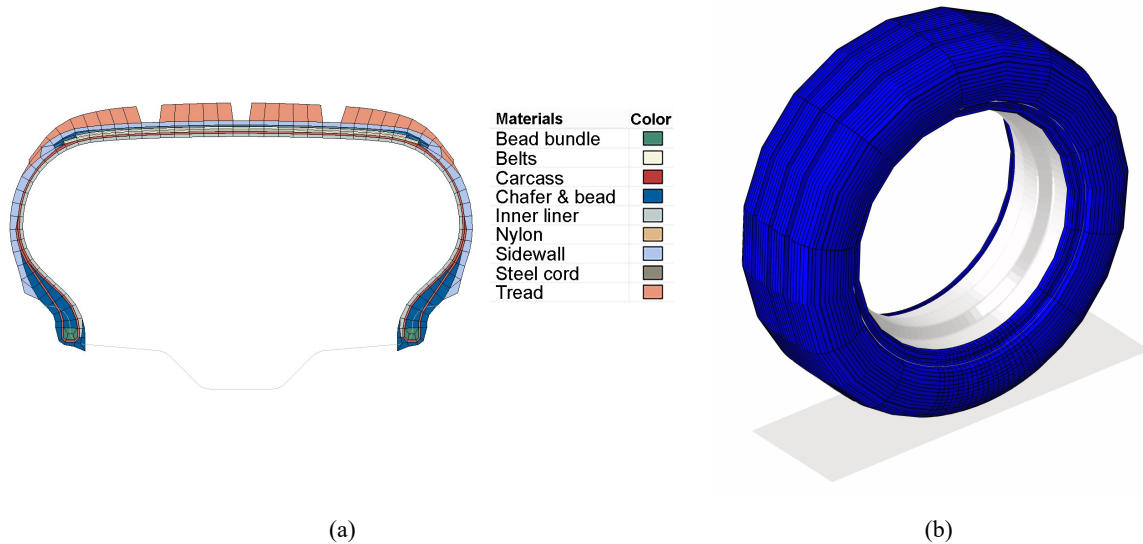 Materials Color
Bead bundle
Belts
Carcass
Chafer & bead
Inner liner
Nylon
Sidewall
Steel cord
Tread
(a) (b)